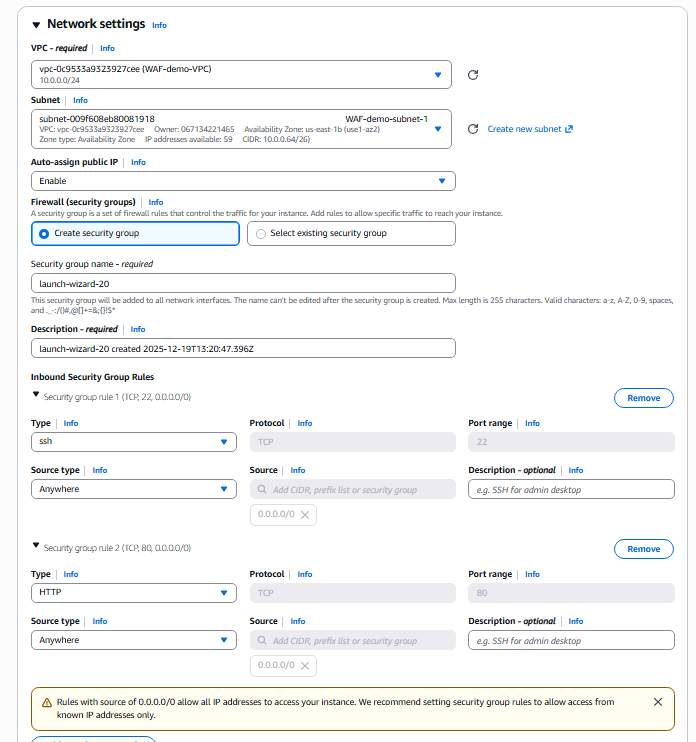 Network settings Info
VPC - required Info
vpc-0c9533a9323927cee (WAF-demo-VPC)
10.0.0.0/24
Subnet Info
subnet-009f608eb80081918 WAF-demo-subnet-1
VPC: vpc-0c9533a9323927cee Owner: 067134221465 Availability Zone: us-east-1b (use1-az2)
Zone type: Availability Zone IP addresses available: 59 CIDR: 10.0.0.64/26)
Create new subnet
Auto-assign public IP Info
Enable
Firewall (security groups) Info
A security group is a set of firewall rules that control the traffic for your instance. Add rules to allow specific traffic to reach your instance.
Create security group Select existing security group
Security group name - required
launch-wizard-20
This security group will be added to all network interfaces. The name can't be edited after the security group is created. Max length is 255 characters. Valid characters: a-z, A-Z, 0-9, spaces,
and ._-:/()#,@[]+=&;{}!$*
Description - required Info
launch-wizard-20 created 2025-12-19T13:20:47.396Z
Inbound Security Group Rules
Security group rule 1 (TCP, 22, 0.0.0.0/0) Remove
Type Info Protocol Info Port range Info
ssh TCP 22
Source type Info Source Info Description - optional Info
Anywhere Add CIDR, prefix list or security group e.g. SSH for admin desktop
0.0.0.0/0
Security group rule 2 (TCP, 80, 0.0.0.0/0) Remove
Type Info Protocol Info Port range Info
HTTP TCP 80
Source type Info Source Info Description - optional Info
Anywhere Add CIDR, prefix list or security group e.g. SSH for admin desktop
0.0.0.0/0
Rules with source of 0.0.0.0/0 allow all IP addresses to access your instance. We recommend setting security group rules to allow access from
known IP addresses only.